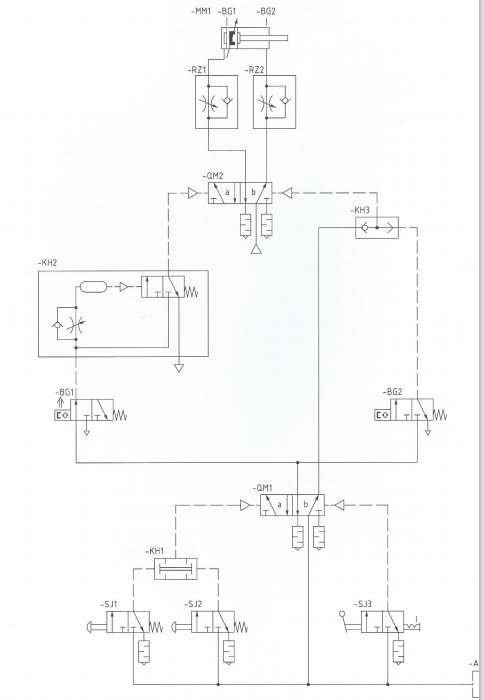 -MM1 -BG1 -BG2
-RZ1 -RZ2
-QM2
a b
-KH3
-KH2
-BG1
-BG2
-QM1
a b
-KH1
-SJ1 -SJ2 -SJ3
-A